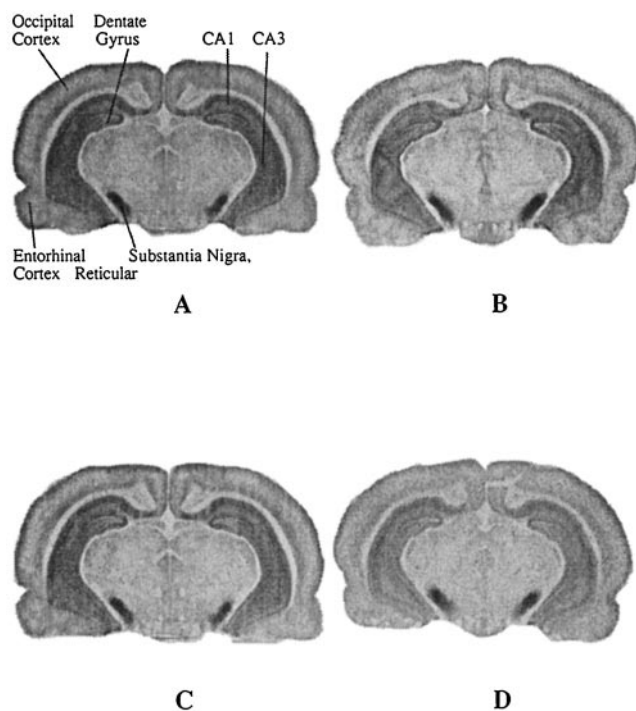 Occipital Cortex
Dentate Gyrus
CA1
CA3
Entorhinal Cortex
Substantia Nigra, Reticular
A
B
C
D